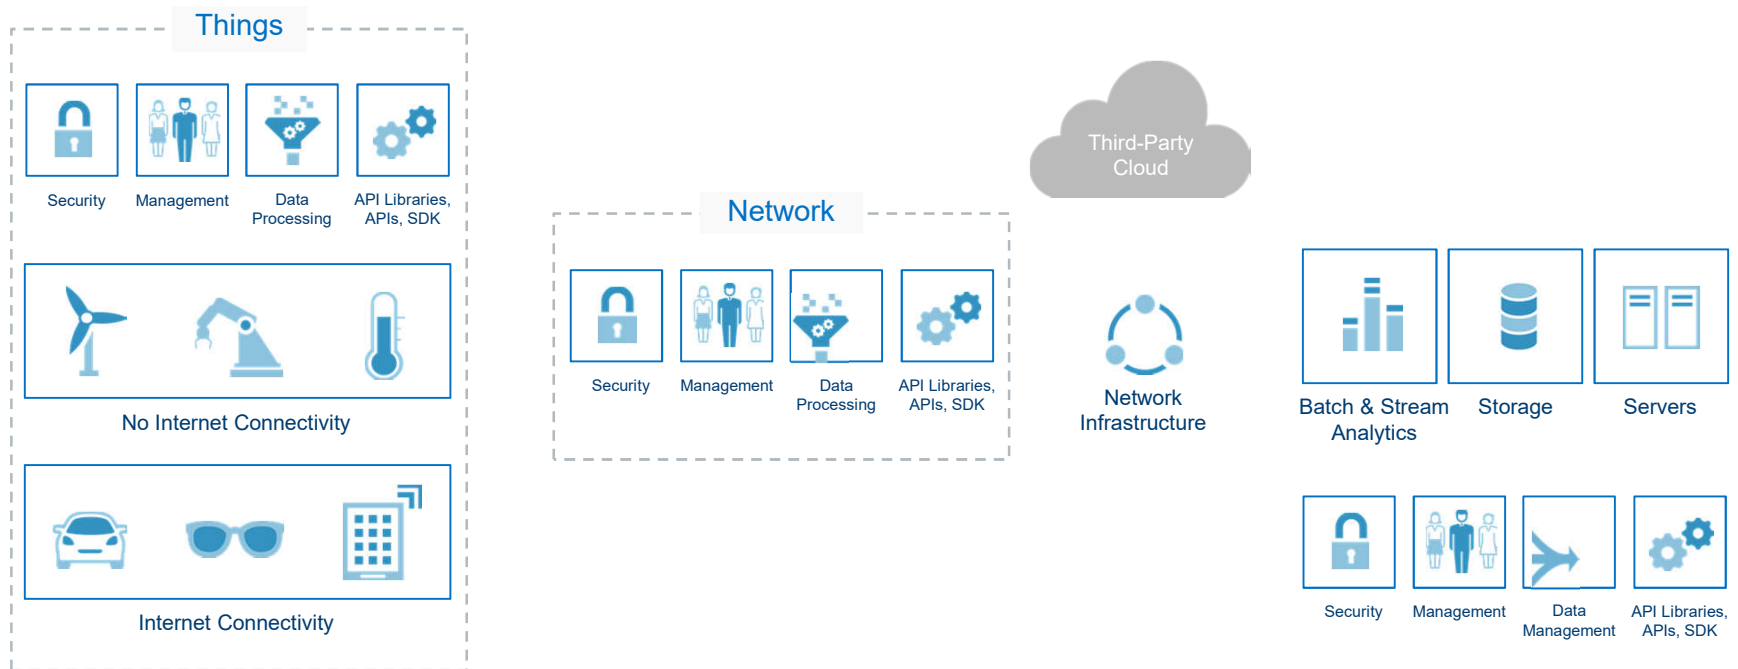 Things
Security
Management
Data
Processing
API Libraries,
APIs, SDK
No Internet Connectivity
Internet Connectivity
Network
Security
Management
Data
Processing
API Libraries,
APIs, SDK
Third-Party
Cloud
Network
Infrastructure
Batch & Stream
Analytics
Storage
Servers
Security
Management
Data
Management
API Libraries,
APIs, SDK